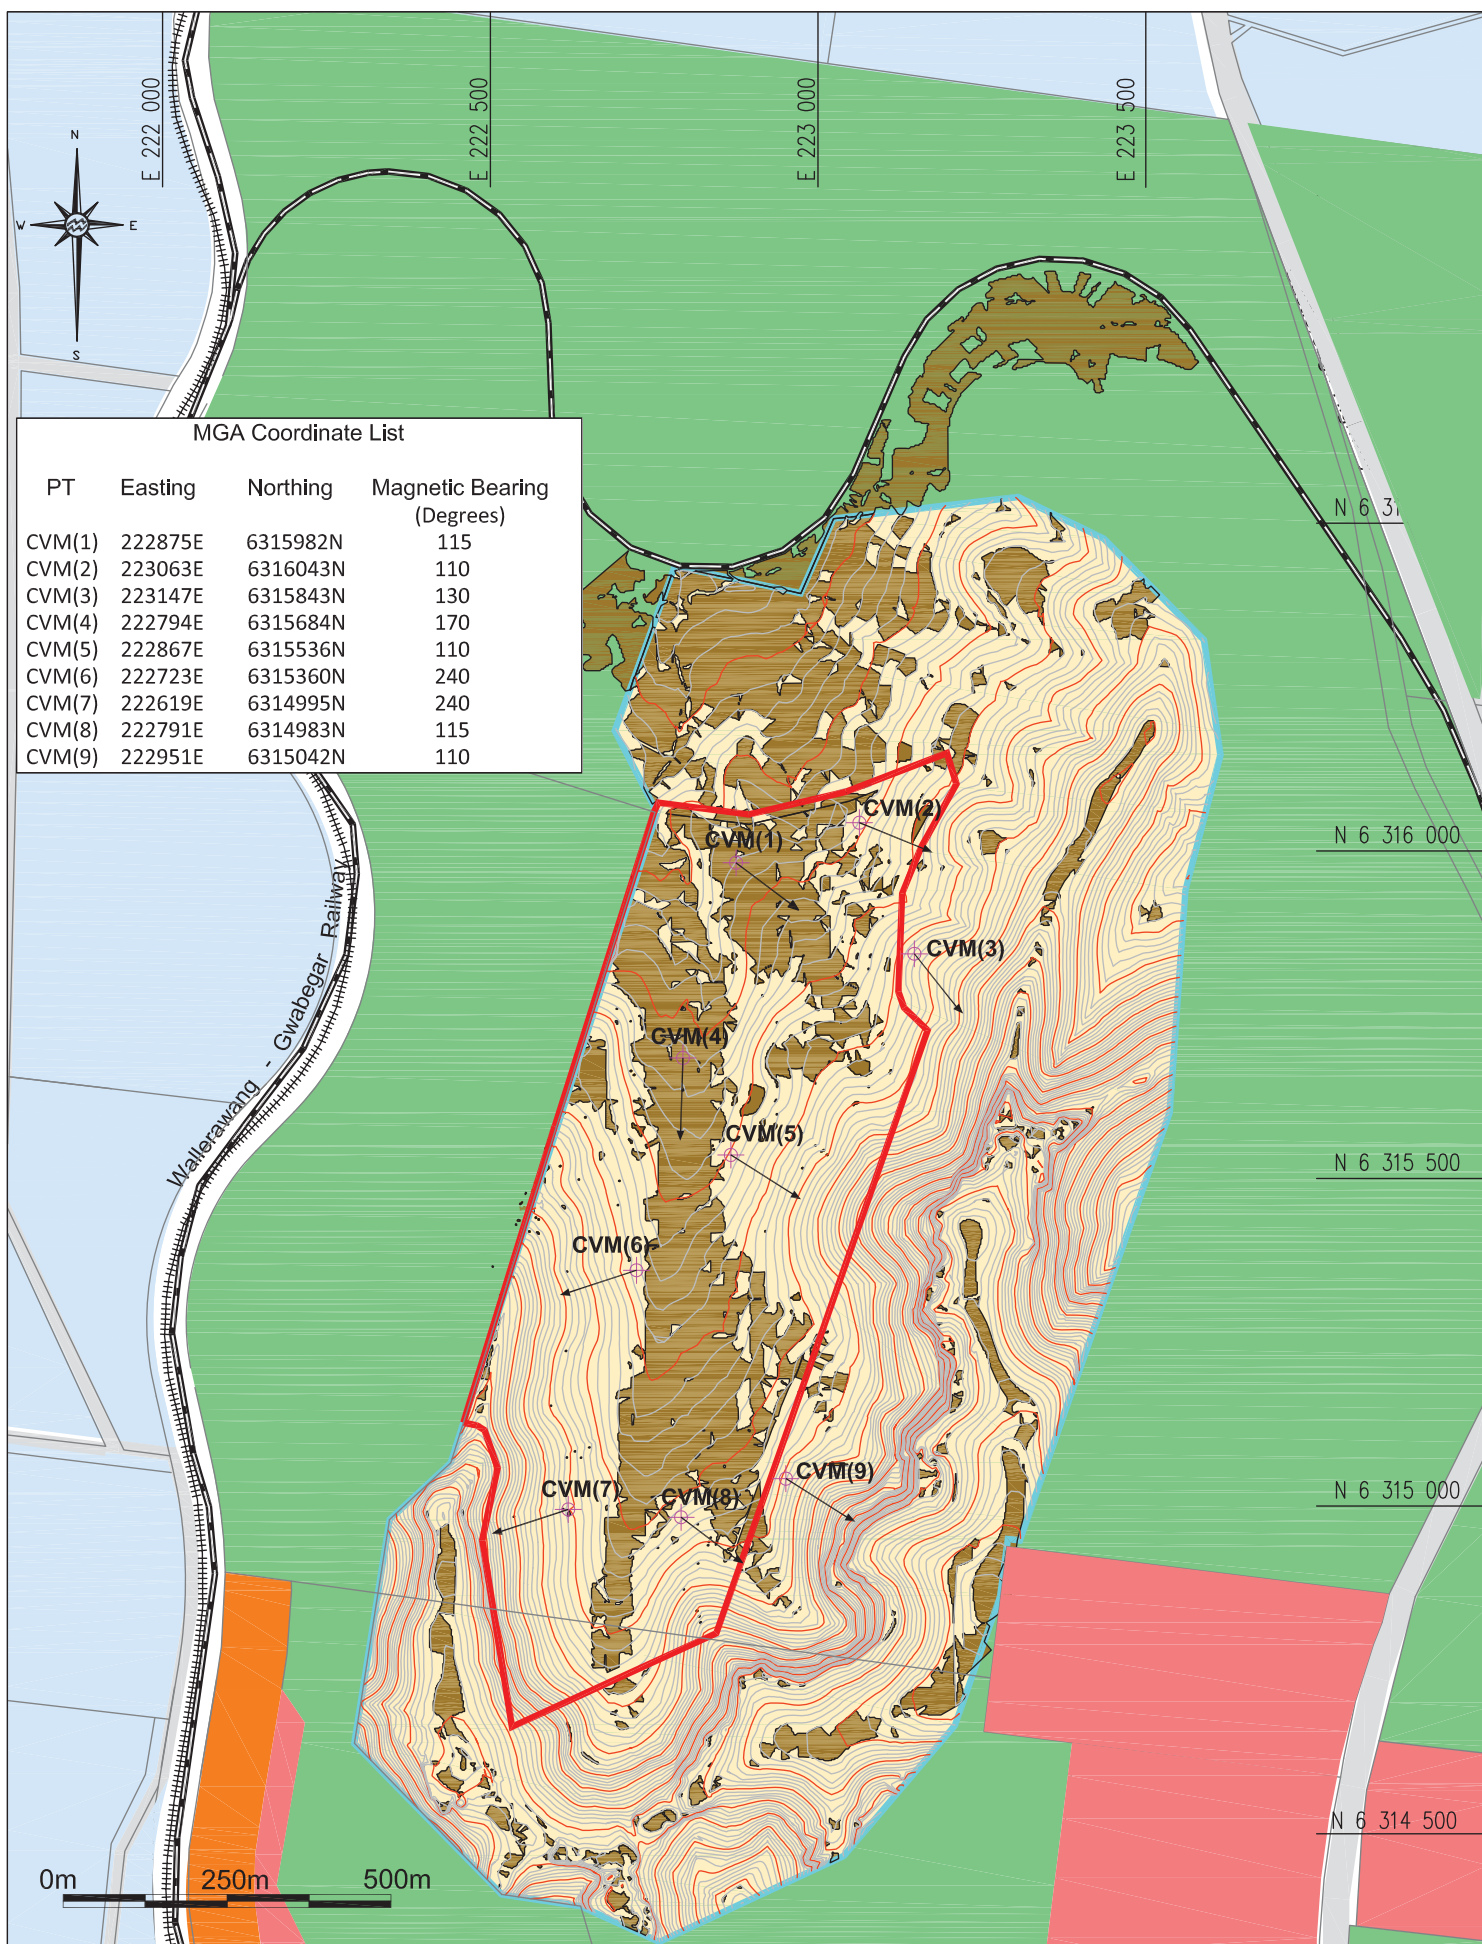 E 222 000
E 222 500
E 223 000
E 223 500
N
W
E
S
MGA Coordinate List
PT Easting Northing Magnetic Bearing
(Degrees)
CVM(1) 222875E 6315982N 115
CVM(2) 223063E 6316043N 110
CVM(3) 223147E 6315843N 130
CVM(4) 222794E 6315684N 170
CVM(5) 222867E 6315536N 110
CVM(6) 222723E 6315360N 240
CVM(7) 222619E 6314995N 240
CVM(8) 222791E 6314983N 115
CVM(9) 222951E 6315042N 110
N 6 31
CVM(2)
N 6 316 000
CVM(1)
CVM(3)
Wallerawang - Gwabegar Railway
CVM(4)
CVM(5)
N 6 315 500
CVM(6)
CVM(9)
CVM(7)
CVM(8)
N 6 315 000
N 6 314 500
0m 250m 500m